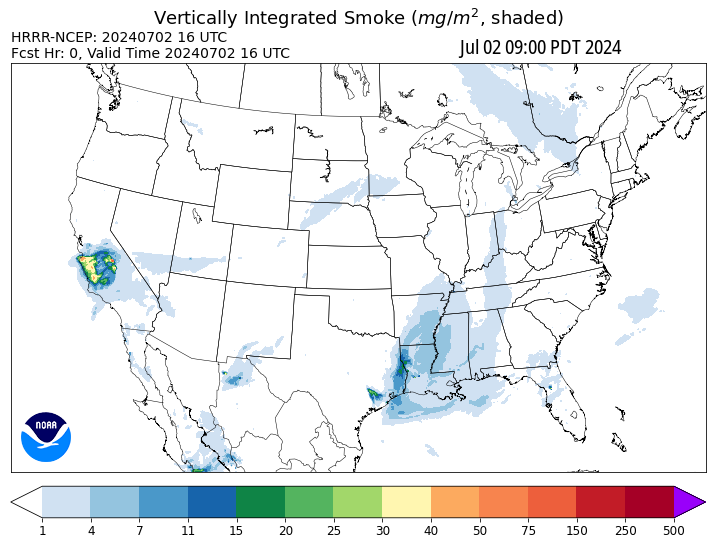 Vertically Integrated Smoke (mg/m², shaded)
HRRR-NCEP: 20240702 16 UTC
Fcst Hr: 0, Valid Time 20240702 16 UTC
Jul 02 09:00 PDT 2024
NOAA
1 4 7 11 15 20 25 30 40 50 75 150 250 500